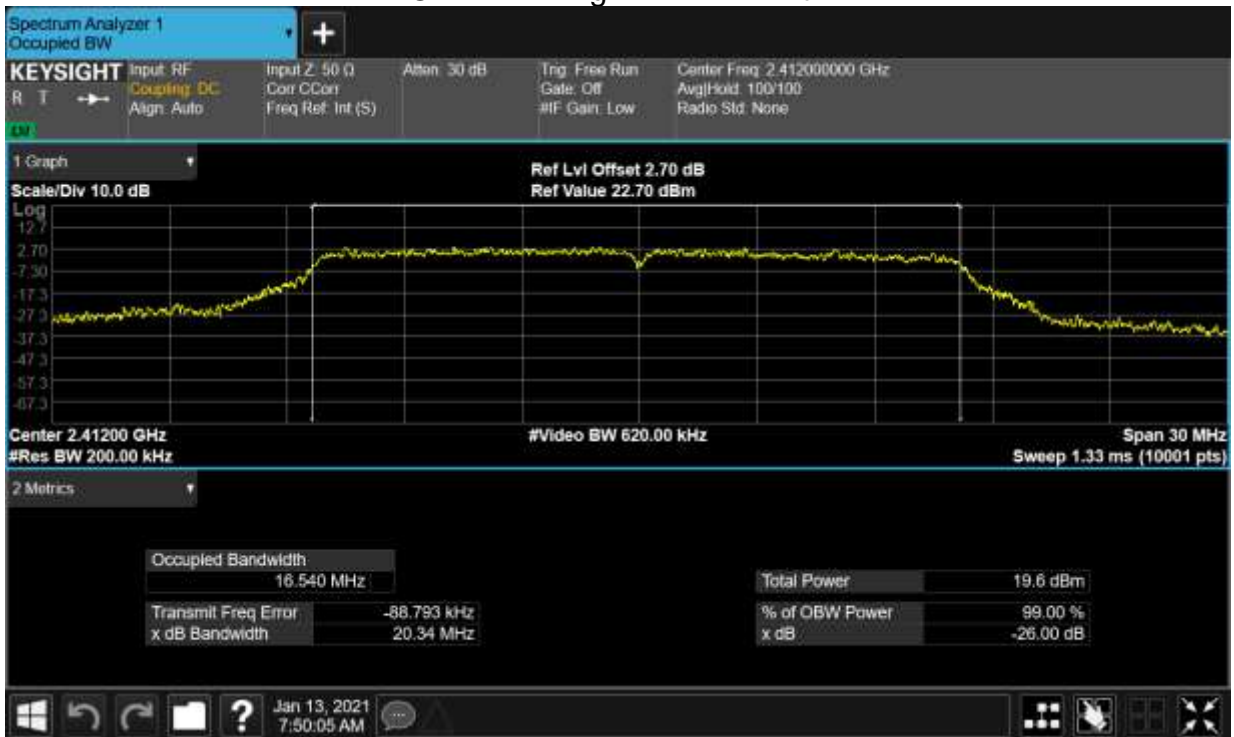 Spectrum Analyzer 1
Occupied BW
+
KEYSIGHT
R T
Input: RF
Coupling: DC
Align: Auto
Input Z: 50 Ω
Corr CCorr
Freq Ref: Int (S)
Atten: 30 dB
Trig: Free Run
Gate: Off
#IF Gain: Low
Center Freq: 2.412000000 GHz
Avg|Hold: 100/100
Radio Std: None
1 Graph
Scale/Div 10.0 dB
Ref Lvl Offset 2.70 dB
Ref Value 22.70 dBm
Log
12.7
2.70
-7.30
-17.3
-27.3
-37.3
-47.3
-57.3
-67.3
Center 2.41200 GHz
#Res BW 200.00 kHz
#Video BW 620.00 kHz
Span 30 MHz
Sweep 1.33 ms (10001 pts)
2 Metrics
Occupied Bandwidth
16.540 MHz
Transmit Freq Error -88.793 kHz
x dB Bandwidth 20.34 MHz
Total Power 19.6 dBm
% of OBW Power 99.00 %
x dB -26.00 dB
?
Jan 13, 2021
7:50:05 AM